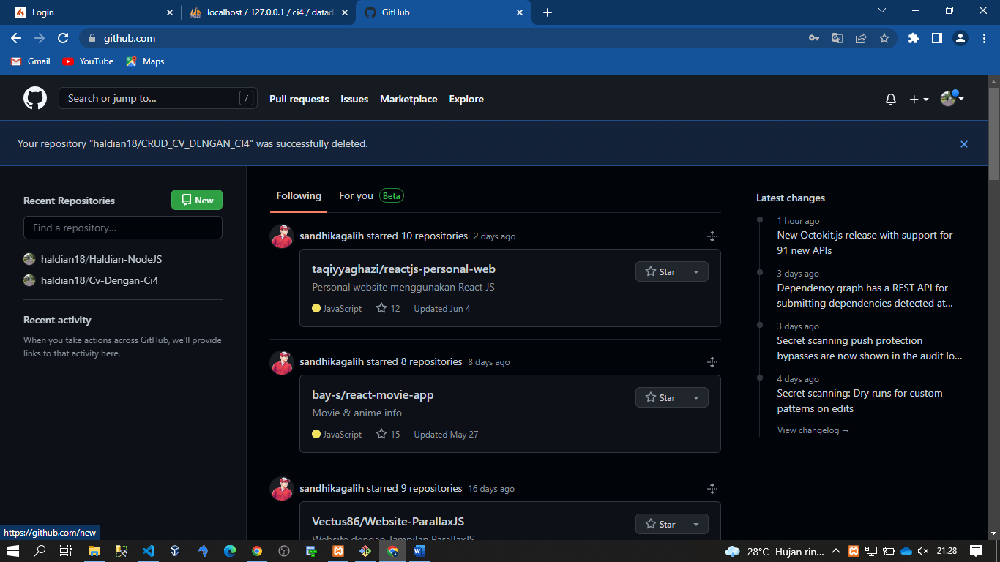 Login
localhost / 127.0.0.1 / ci4 / datad
GitHub
github.com
Gmail
YouTube
Maps
Search or jump to...
/
Pull requests
Issues
Marketplace
Explore
Your repository "haldian18/CRUD_CV_DENGAN_CI4" was successfully deleted.
Recent Repositories
New
Find a repository...
haldian18/Haldian-NodeJS
haldian18/Cv-Dengan-Ci4
Recent activity
When you take actions across GitHub, we'll provide
links to that activity here.
Following
For you
Beta
sandhikagalih starred 10 repositories 2 days ago
taqiyyaghazi/reactjs-personal-web
Star
Personal website menggunakan React JS
JavaScript
12
Updated Jun 4
sandhikagalih starred 8 repositories 8 days ago
bay-s/react-movie-app
Star
Movie & anime info
JavaScript
15
Updated May 27
sandhikagalih starred 9 repositories 16 days ago
Vectus86/Website-ParallaxJS
Star
Website dengan Tampilan ParallaxJS
Latest changes
1 hour ago
New Octokit.js release with support for
91 new APIs
3 days ago
Dependency graph has a REST API for
submitting dependencies detected at...
3 days ago
Secret scanning push protection
bypasses are now shown in the audit lo...
4 days ago
Secret scanning: Dry runs for custom
patterns on edits
View changelog →
https://github.com/new
28°C Hujan rin...
21.28